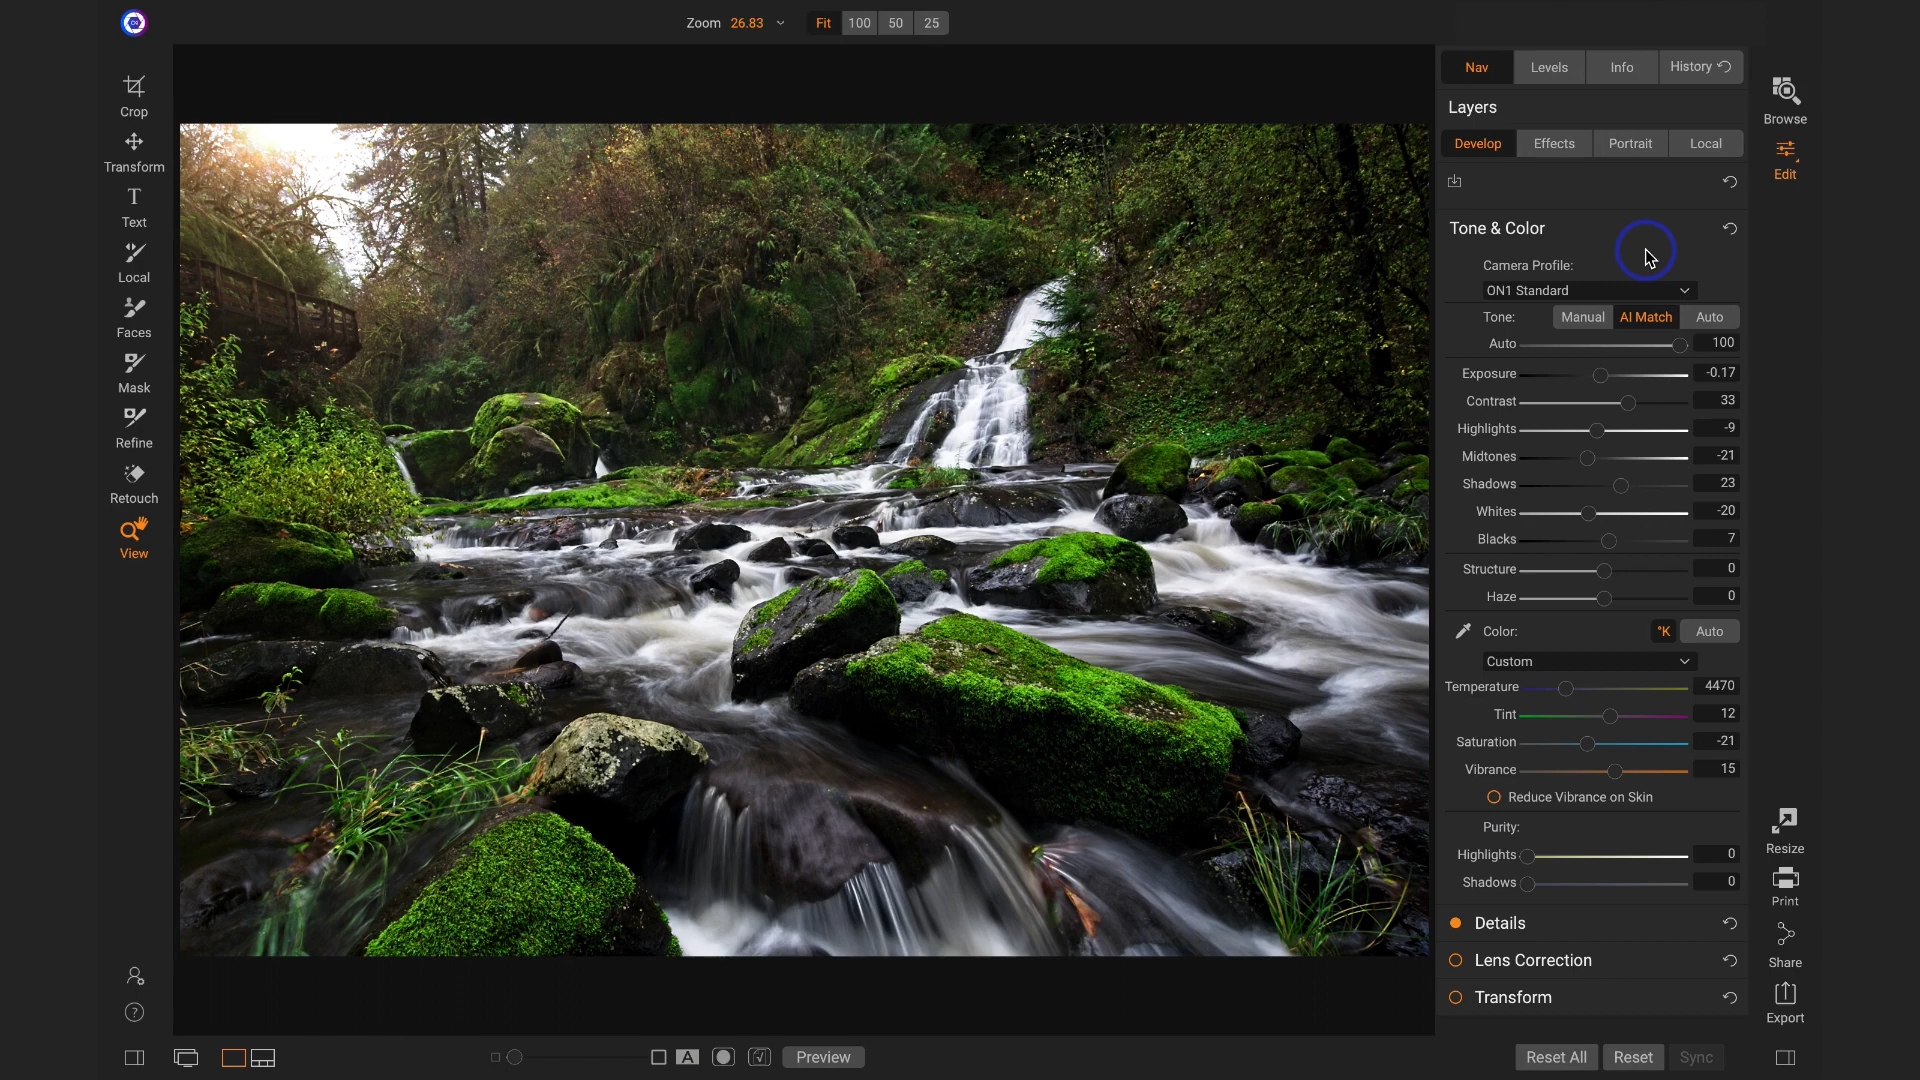 Zoom 26.83 Fit 100 50 25
Crop
Transform
Text
Local
Faces
Mask
Refine
Retouch
View
Nav Levels Info History
Layers
Develop Effects Portrait Local
Tone & Color
Camera Profile:
ON1 Standard
Tone: Manual AI Match Auto
Auto 100
Exposure -0.17
Contrast 33
Highlights -9
Midtones -21
Shadows 23
Whites -20
Blacks 7
Structure 0
Haze 0
Color: °K Auto
Custom
Temperature 4470
Tint 12
Saturation -21
Vibrance 15
Reduce Vibrance on Skin
Purity:
Highlights 0
Shadows 0
Details
Lens Correction
Transform
Browse
Edit
Resize
Print
Share
Export
?
A Preview
Reset All Reset Sync